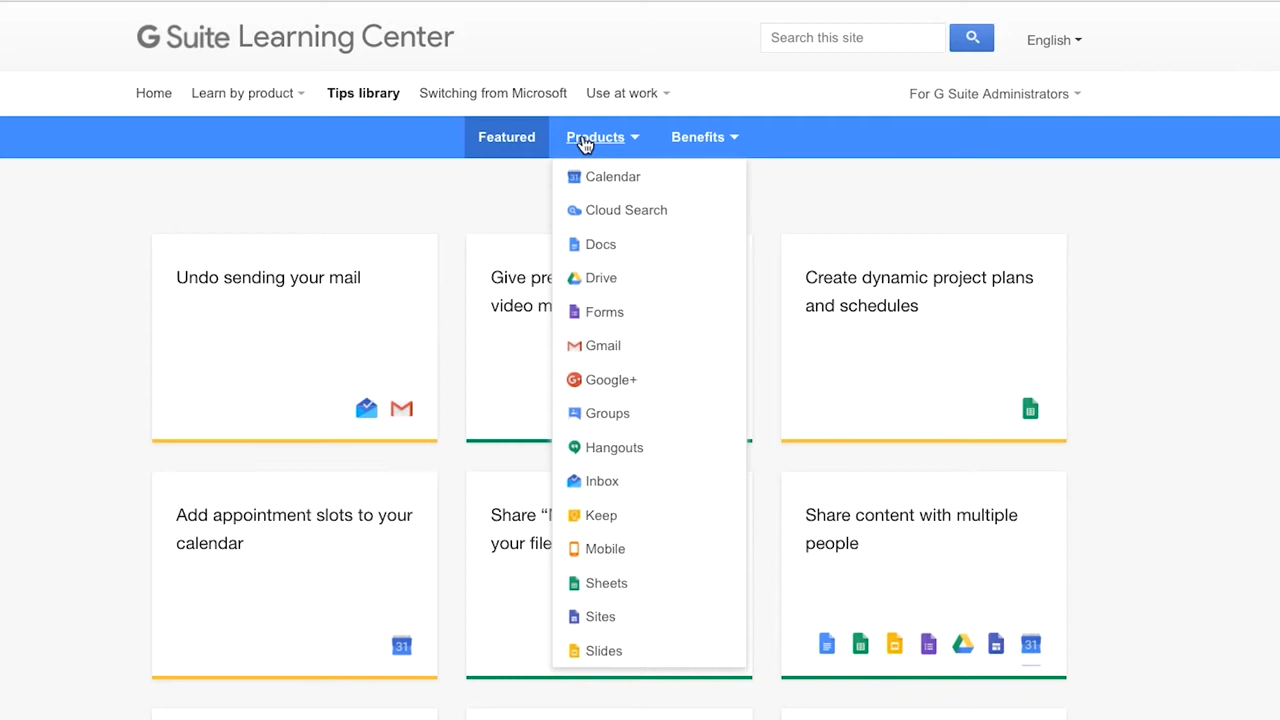 G Suite Learning Center
Search this site
English
Home
Learn by product
Tips library
Switching from Microsoft
Use at work
For G Suite Administrators
Featured
Products
Benefits
Calendar
Cloud Search
Docs
Drive
Forms
Gmail
Google+
Groups
Hangouts
Inbox
Keep
Mobile
Sheets
Sites
Slides
Undo sending your mail
Give
video
Create dynamic project plans
and schedules
Add appointment slots to your
calendar
31
Share
your file
Share content with multiple
people
31